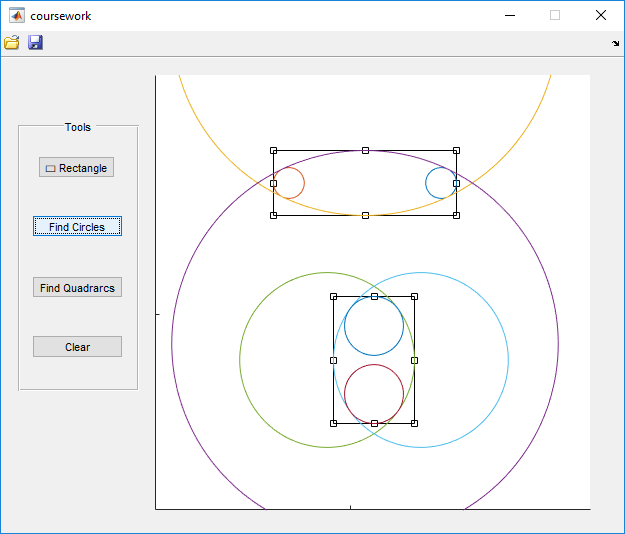 coursework
Tools
Rectangle
Find Circles
Find Quadrarcs
Clear